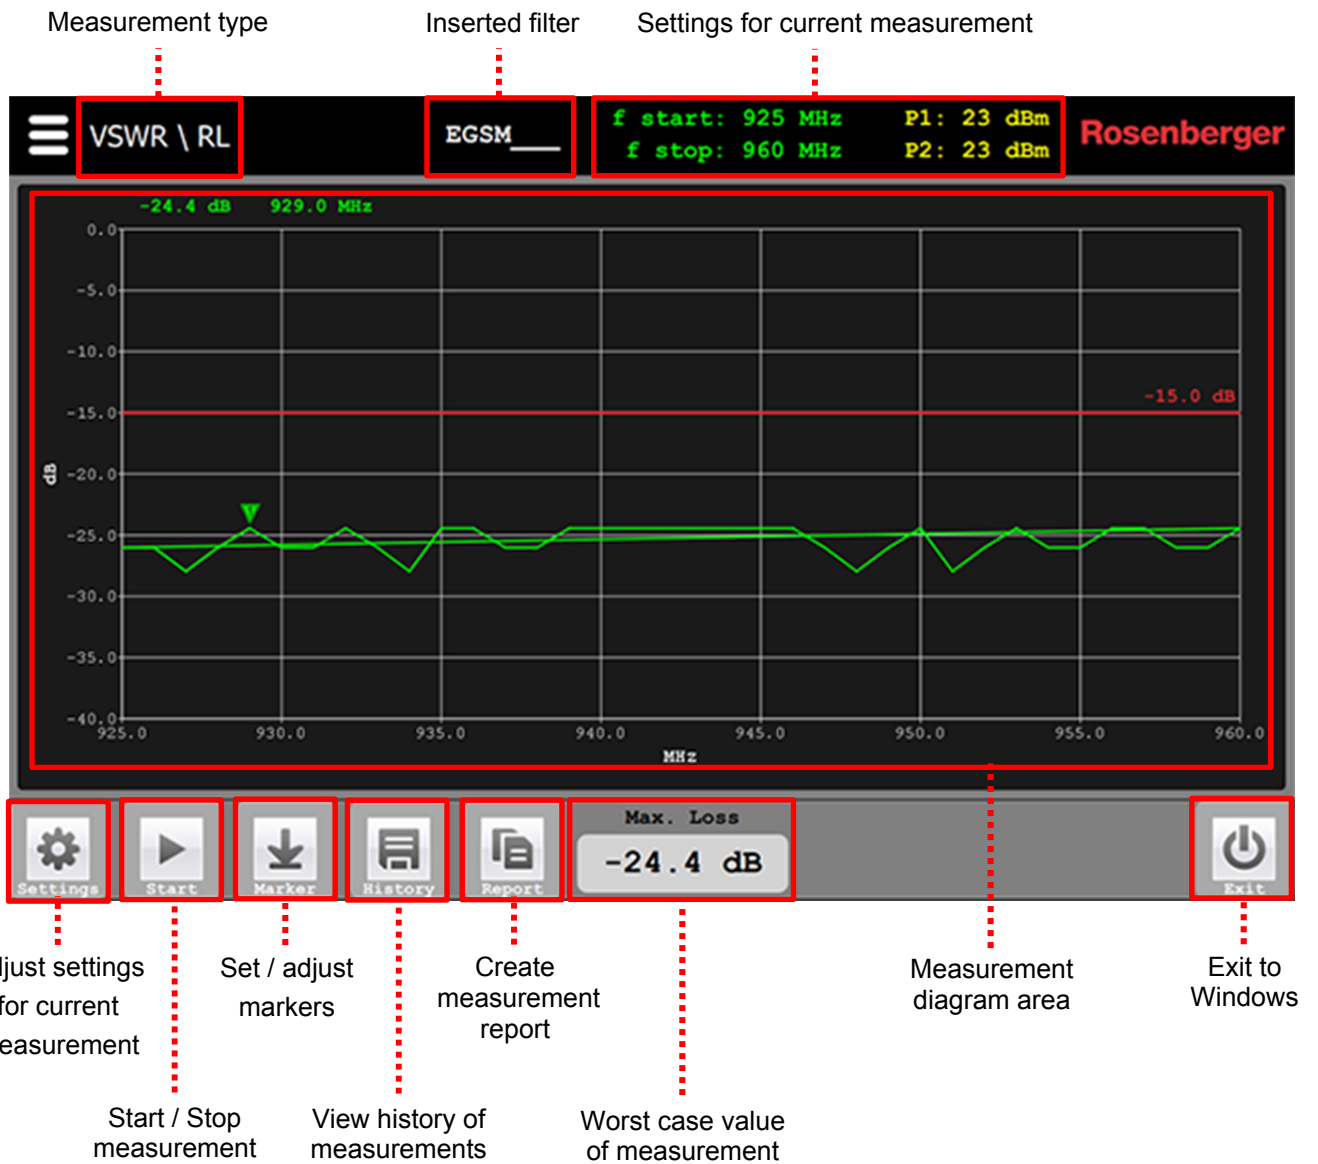 Measurement type
Inserted filter
Settings for current measurement
VSWR \ RL
EGSM___
f start: 925 MHz P1: 23 dBm
f stop: 960 MHz P2: 23 dBm
Rosenberger
-24.4 dB 929.0 MHz
0.0
-5.0
-10.0
-15.0 dB
-15.0
dB
-20.0
1
-25.0
-30.0
-35.0
-40.0
925.0 930.0 935.0 940.0 945.0 950.0 955.0 960.0
MHz
Max. Loss
-24.4 dB
Settings
Start
Marker
History
Report
Exit
just settings
for current
easurement
Set / adjust
markers
Create
measurement
report
Measurement
diagram area
Exit to
Windows
Start / Stop
measurement
View history of
measurements
Worst case value
of measurement